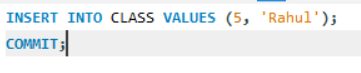 INSERT INTO CLASS VALUES (5, 'Rahul');
COMMIT;